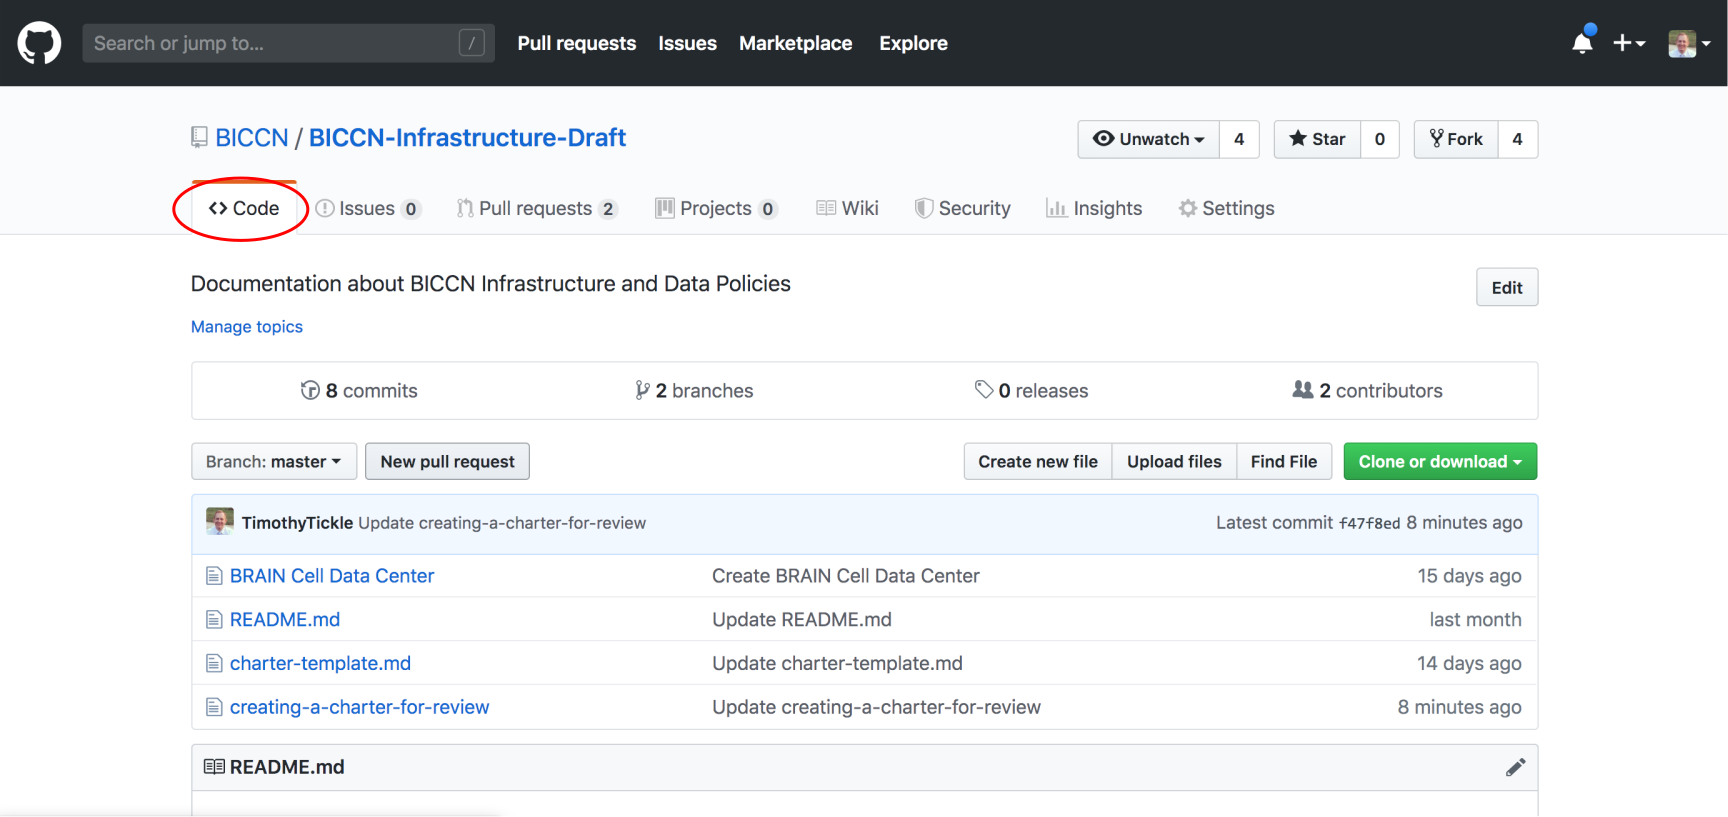 Search or jump to... / Pull requests Issues Marketplace Explore
BICCN / BICCN-Infrastructure-Draft Unwatch 4 Star 0 Fork 4
Code Issues 0 Pull requests 2 Projects 0 Wiki Security Insights Settings
Documentation about BICCN Infrastructure and Data Policies Edit
Manage topics
8 commits 2 branches 0 releases 2 contributors
Branch: master New pull request Create new file Upload files Find File Clone or download
TimothyTickle Update creating-a-charter-for-review Latest commit f47f8ed 8 minutes ago
BRAIN Cell Data Center Create BRAIN Cell Data Center 15 days ago
README.md Update README.md last month
charter-template.md Update charter-template.md 14 days ago
creating-a-charter-for-review Update creating-a-charter-for-review 8 minutes ago
README.md